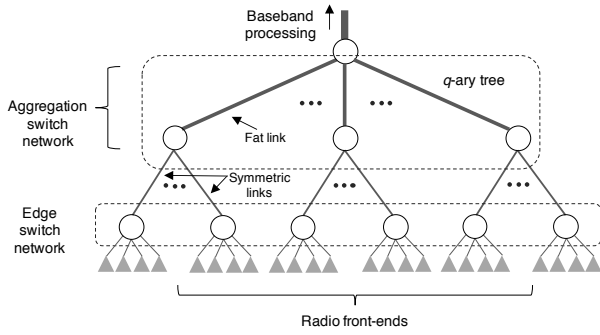 Baseband
processing
q-ary tree
Aggregation
switch
network
Fat link
Symmetric
links
Edge
switch
network
Radio front-ends